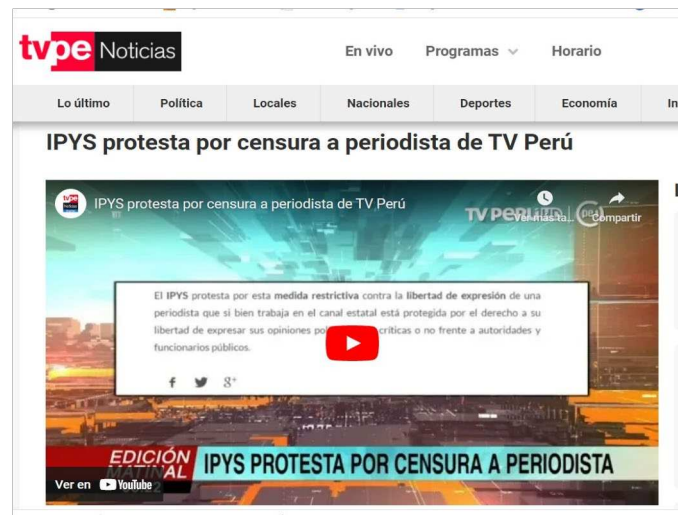 tvpe Noticias
En vivo Programas Horario
Lo último Política Locales Nacionales Deportes Economía In
IPYS protesta por censura a periodista de TV Perú
IPYS protesta por censura a periodista de TV Perú
TV PERÚ
Compartir
El IPYS protesta por esta medida restrictiva contra la libertad de expresión de una
periodista que si bien trabaja en el canal estatal está protegida por el derecho a su
libertad de expresar sus opiniones críticas o no frente a autoridades y
funcionarios públicos.
EDICIÓN
MATINAL
IPYS PROTESTA POR CENSURA A PERIODISTA
Ver en YouTube